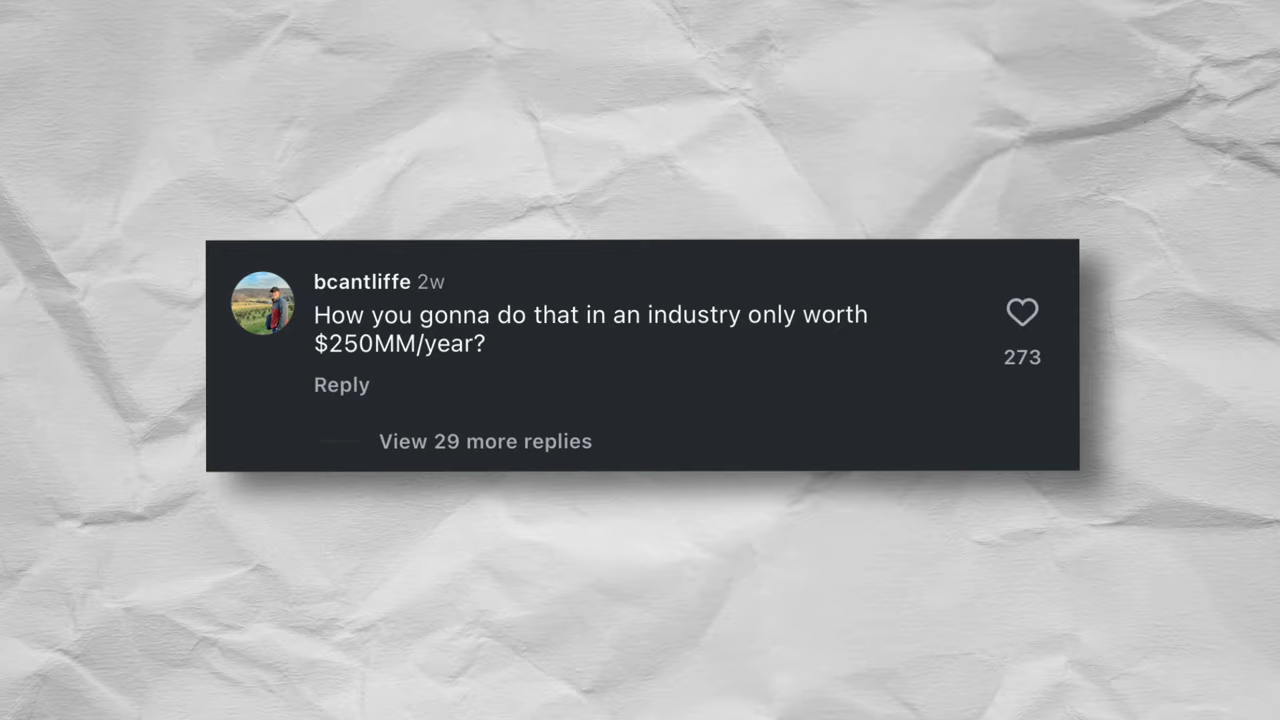 bcantliffe 2w
How you gonna do that in an industry only worth
$250MM/year?
273
Reply
View 29 more replies